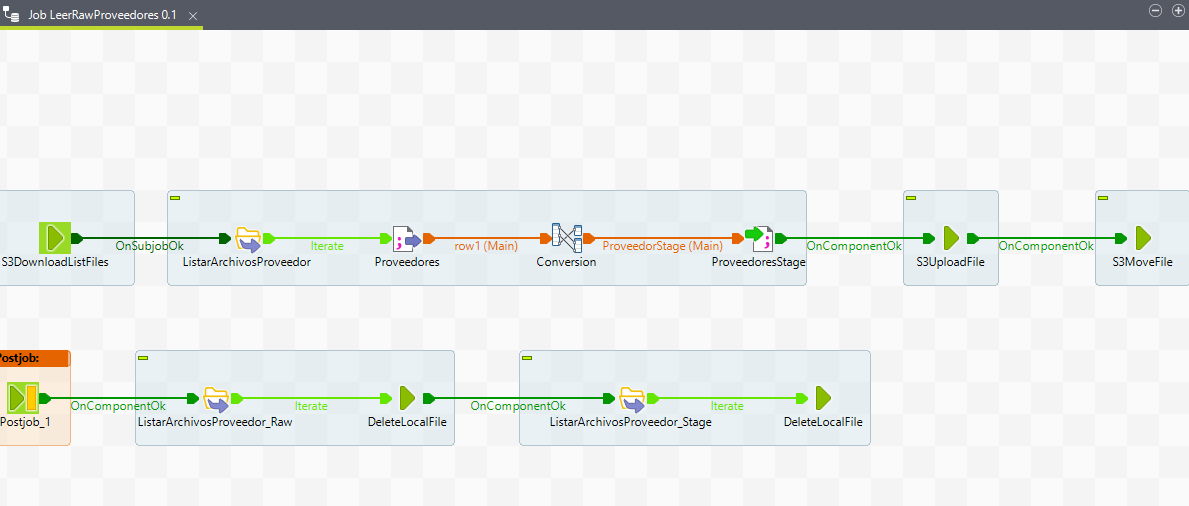 Job LeerRawProveedores 0.1
OnSubjobOk
Iterate
row1 (Main)
ProveedorStage (Main)
OnComponentOk
OnComponentOk
S3DownloadListFiles
ListarArchivosProveedor
Proveedores
Conversion
ProveedoresStage
S3UploadFile
S3MoveFile
Postjob:
OnComponentOk
Iterate
OnComponentOk
Iterate
Postjob_1
ListarArchivosProveedor_Raw
DeleteLocalFile
ListarArchivosProveedor_Stage
DeleteLocalFile